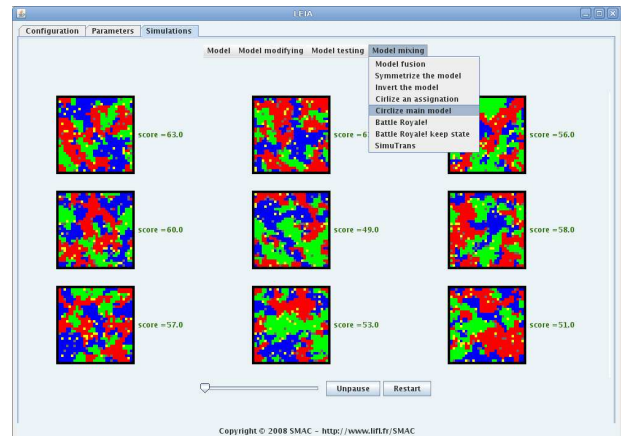 LEIA
Configuration Parameters Simulations
Model Model modifying Model testing Model mixing
Model fusion
Symmetrize the model
Invert the model
Cirlize an assignation
Circlize main model
Battle Royale!
Battle Royale! keep state
SimuTrans
score =63.0
score =56.0
score =60.0
score =49.0
score =58.0
score =57.0
score =53.0
score =51.0
Unpause Restart
Copyright © 2008 SMAC – http://www.lifl.fr/SMAC